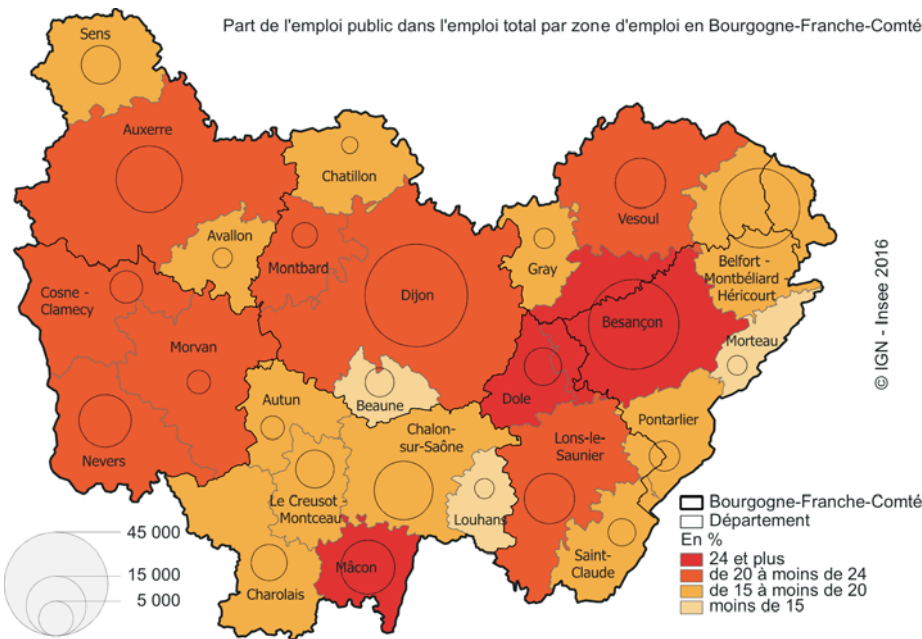 Part de l'emploi public dans l'emploi total par zone d'emploi en Bourgogne-Franche-Comté
Sens
Auxerre
Chatillon
Vesoul
Avallon
Montbard
Gray
Belfort -
Montbéliard -
Héricourt
Cosne -
Clamecy
Dijon
Besançon
Morvan
Morteau
Beaune
Dole
Autun
Pontarlier
Chalon-
sur-Saône
Lons-le-
Saunier
Nevers
Le Creusot -
Montceau
Louhans
Saint-
Claude
Mâcon
Charolais
© IGN - Insee 2016
45 000
15 000
5 000
Bourgogne-Franche-Comté
Département
En %
24 et plus
de 20 à moins de 24
de 15 à moins de 20
moins de 15